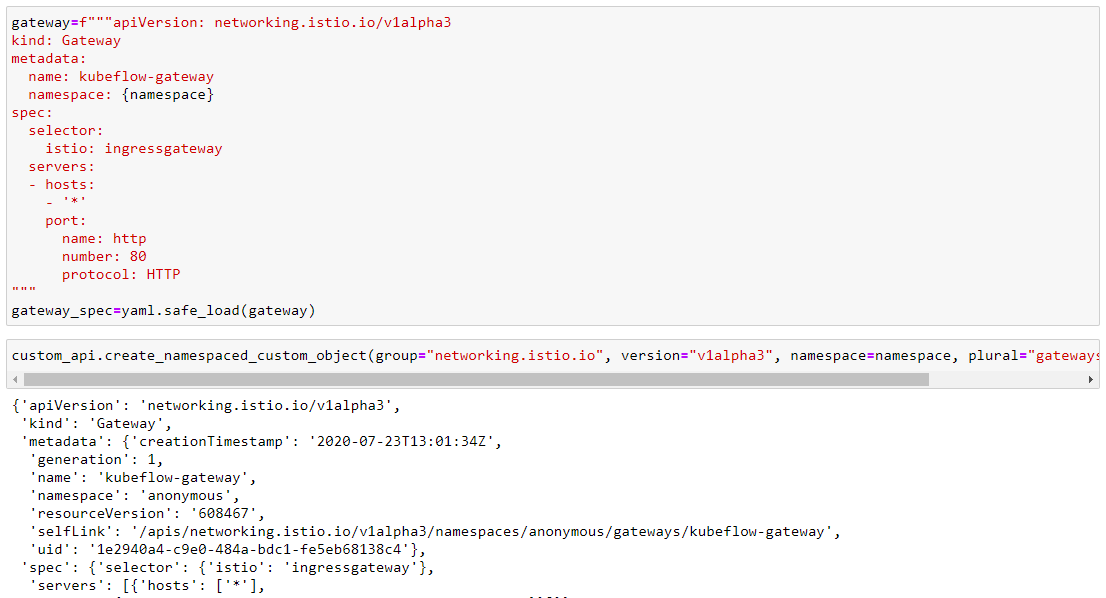 gateway=f"""apiVersion: networking.istio.io/v1alpha3
kind: Gateway
metadata:
  name: kubeflow-gateway
  namespace: {namespace}
spec:
  selector:
    istio: ingressgateway
  servers:
  - hosts:
    - '*'
    port:
      name: http
      number: 80
      protocol: HTTP
"""
gateway_spec=yaml.safe_load(gateway)
custom_api.create_namespaced_custom_object(group="networking.istio.io", version="v1alpha3", namespace=namespace, plural="gateways
{'apiVersion': 'networking.istio.io/v1alpha3',
 'kind': 'Gateway',
 'metadata': {'creationTimestamp': '2020-07-23T13:01:34Z',
  'generation': 1,
  'name': 'kubeflow-gateway',
  'namespace': 'anonymous',
  'resourceVersion': '608467',
  'selfLink': '/apis/networking.istio.io/v1alpha3/namespaces/anonymous/gateways/kubeflow-gateway',
  'uid': '1e2940a4-c9e0-484a-bdc1-fe5eb68138c4'},
 'spec': {'selector': {'istio': 'ingressgateway'},
  'servers': [{'hosts': ['*'],